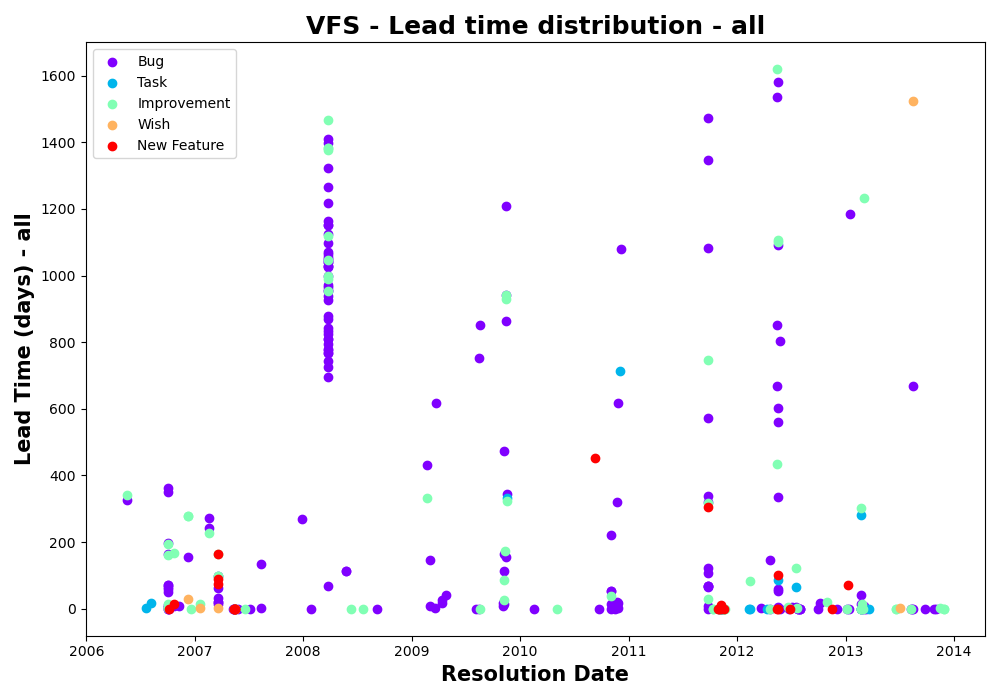 VFS - Lead time distribution - all
Bug
Task
Improvement
Wish
New Feature
Lead Time (days) - all
1600
1400
1200
1000
800
600
400
200
0
2006 2007 2008 2009 2010 2011 2012 2013 2014
Resolution Date